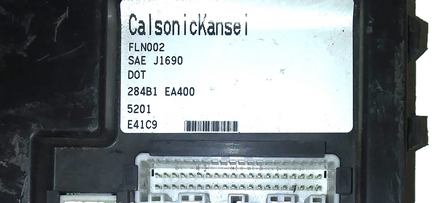 CalsonicKansei
FLN002
SAE J1690
DOT
284B1 EA400
5201
E41C9